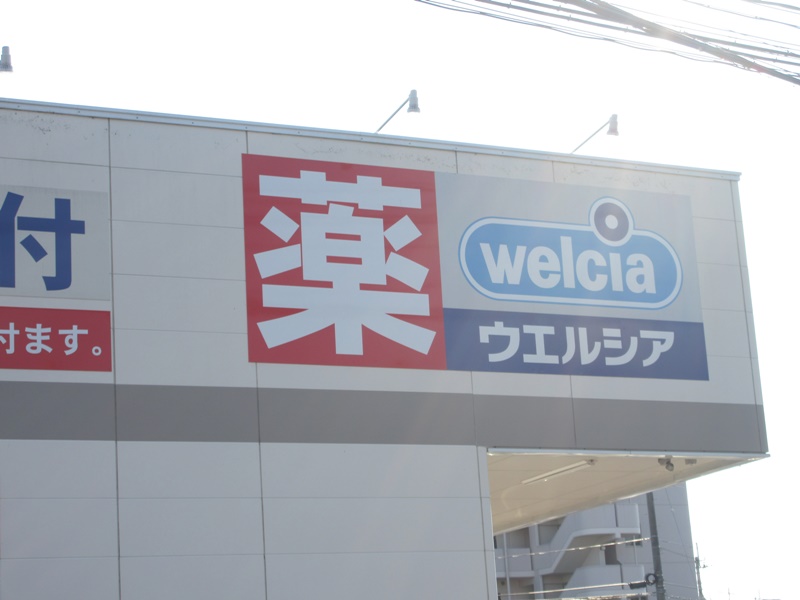 付
付ます。
薬
welcia
ウエルシア